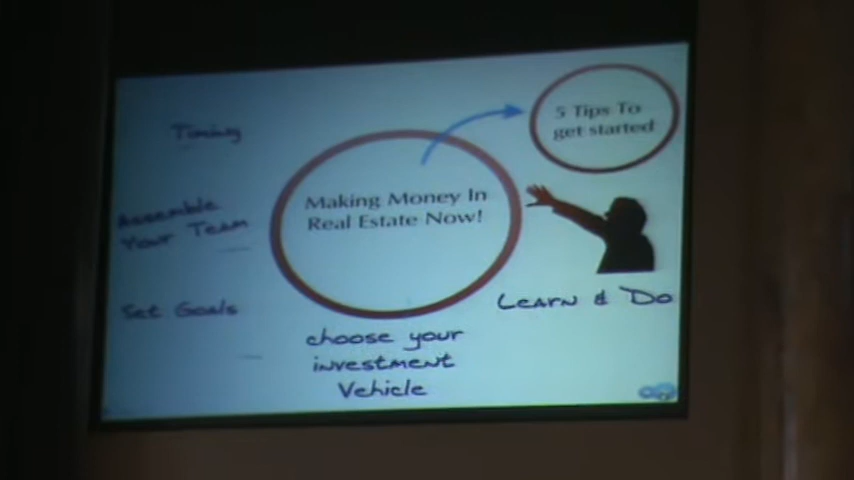 5 Tips To
get started
Timing
Making Money In
Real Estate Now!
Assemble
Your Team
Set Goals
Learn & Do
choose your
investment
Vehicle